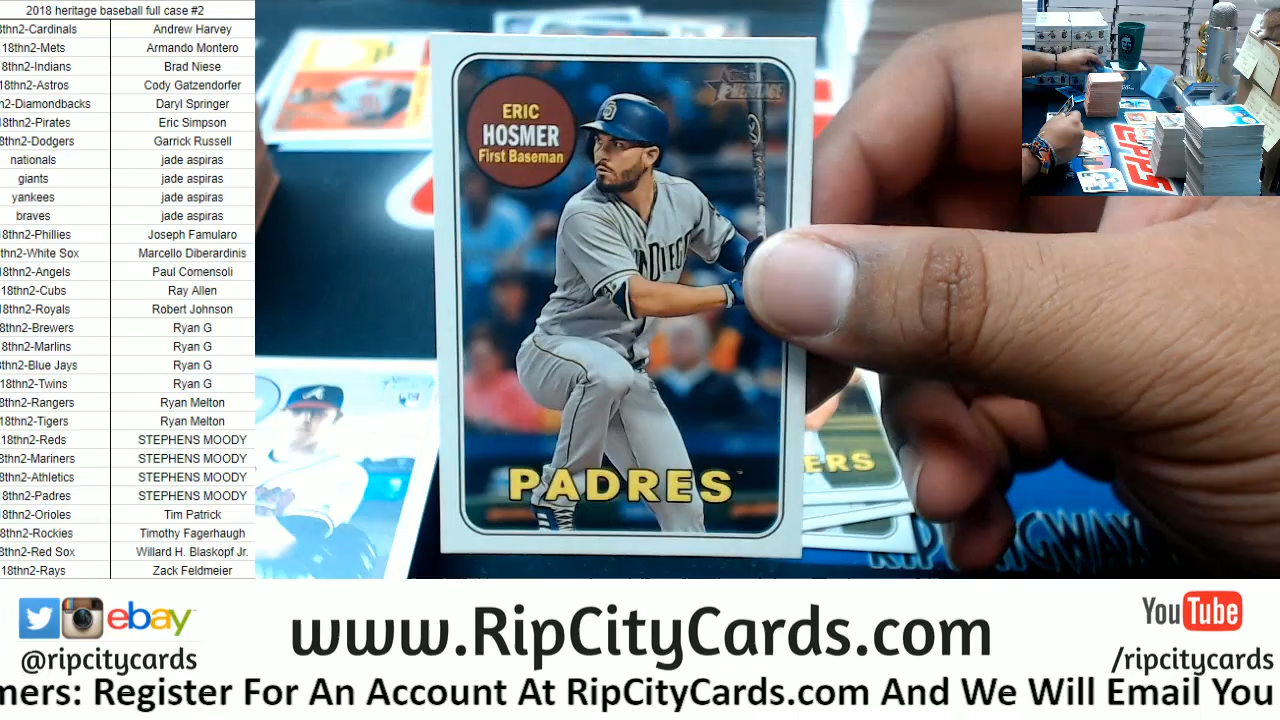 2018 heritage baseball full case #2
8thn2-Cardinals Andrew Harvey
18thn2-Mets Armando Montero
8thn2-Indians Brad Niese
18thn2-Astros Cody Gatzendorfer
n2-Diamondbacks Daryl Springer
18thn2-Pirates Eric Simpson
8thn2-Dodgers Garrick Russell
nationals jade aspiras
giants jade aspiras
yankees jade aspiras
braves jade aspiras
18thn2-Phillies Joseph Famularo
thn2-White Sox Marcello Diberardinis
18thn2-Angels Paul Comensoli
18thn2-Cubs Ray Allen
18thn2-Royals Robert Johnson
8thn2-Brewers Ryan G
18thn2-Marlins Ryan G
8thn2-Blue Jays Ryan G
18thn2-Twins Ryan G
8thn2-Rangers Ryan Melton
18thn2-Tigers Ryan Melton
18thn2-Reds STEPHENS MOODY
8thn2-Mariners STEPHENS MOODY
8thn2-Athletics STEPHENS MOODY
8thn2-Padres STEPHENS MOODY
18thn2-Orioles Tim Patrick
8thn2-Rockies Timothy Fagerhaugh
8thn2-Red Sox Willard H. Blaskopf Jr.
18thn2-Rays Zack Feldmeier
HERITAGE
ERIC
HOSMER
First Baseman
SAN DIEGO
PADRES
ERS
TOPPS
ebay
@ripcitycards
www.RipCityCards.com
YouTube
/ripcitycards
mers: Register For An Account At RipCityCards.com And We Will Email You